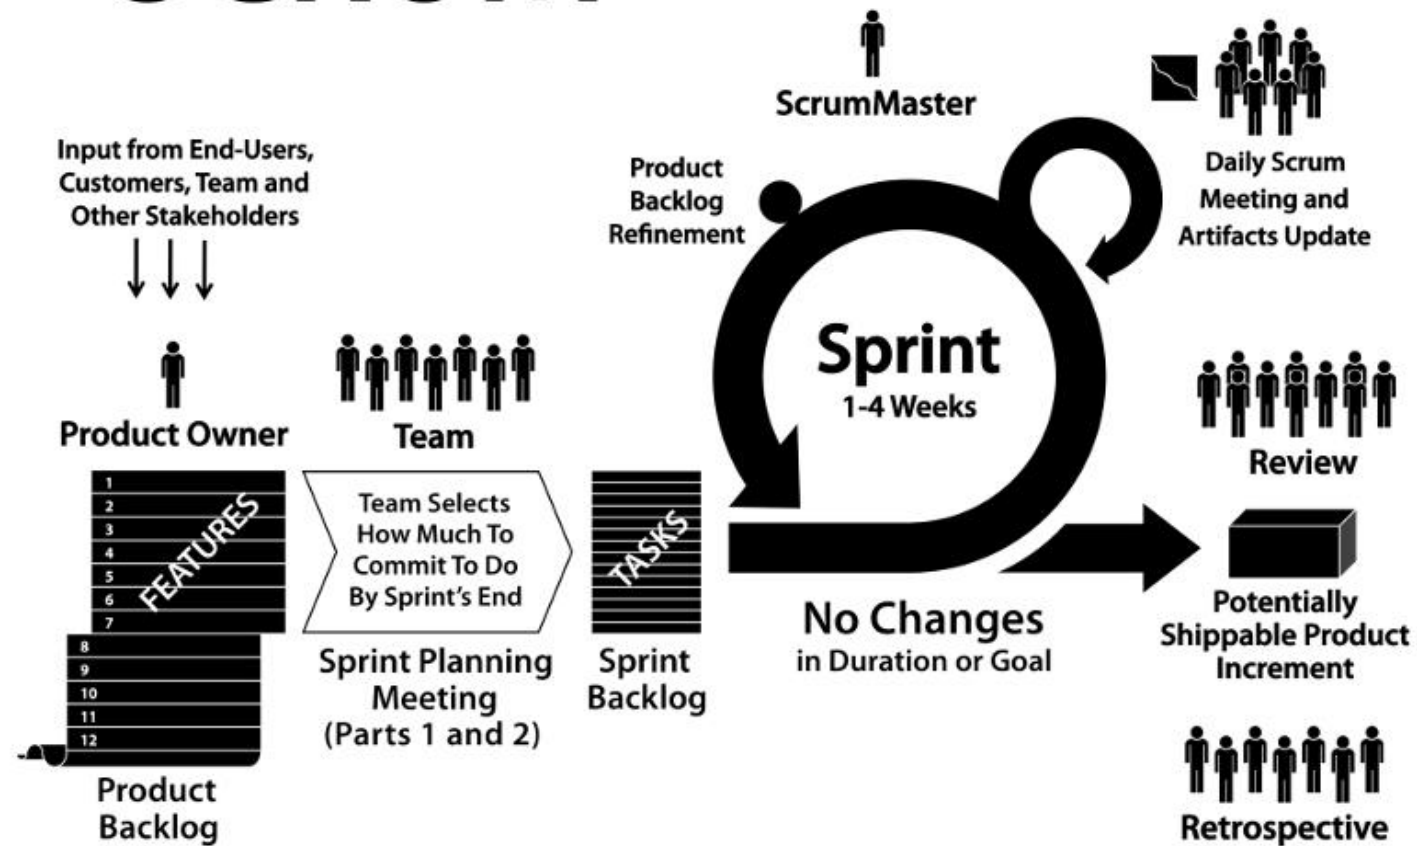 Input from End-Users,
Customers, Team and
Other Stakeholders
Product Owner
1
2
3
4
5
6
7
FEATURES
8
9
10
11
12
Product
Backlog
Team
Team Selects
How Much To
Commit To Do
By Sprint's End
Sprint Planning
Meeting
(Parts 1 and 2)
TASKS
Sprint
Backlog
ScrumMaster
Product
Backlog
Refinement
Sprint
1-4 Weeks
No Changes
in Duration or Goal
Daily Scrum
Meeting and
Artifacts Update
Review
Potentially
Shippable Product
Increment
Retrospective